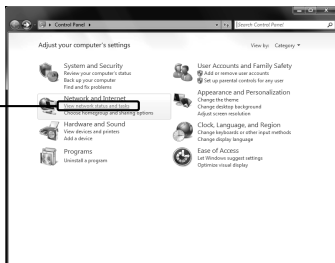 Control Panel
Search Control Panel
Adjust your computer's settings
View by: Category
System and Security
Review your computer's status
Back up your computer
Find and fix problems
Network and Internet
View network status and tasks
Choose homegroup and sharing options
Hardware and Sound
View devices and printers
Add a device
Programs
Uninstall a program
User Accounts and Family Safety
Add or remove user accounts
Set up parental controls for any user
Appearance and Personalization
Change the theme
Change desktop background
Adjust screen resolution
Clock, Language, and Region
Change keyboards or other input methods
Change display language
Ease of Access
Let Windows suggest settings
Optimize visual display